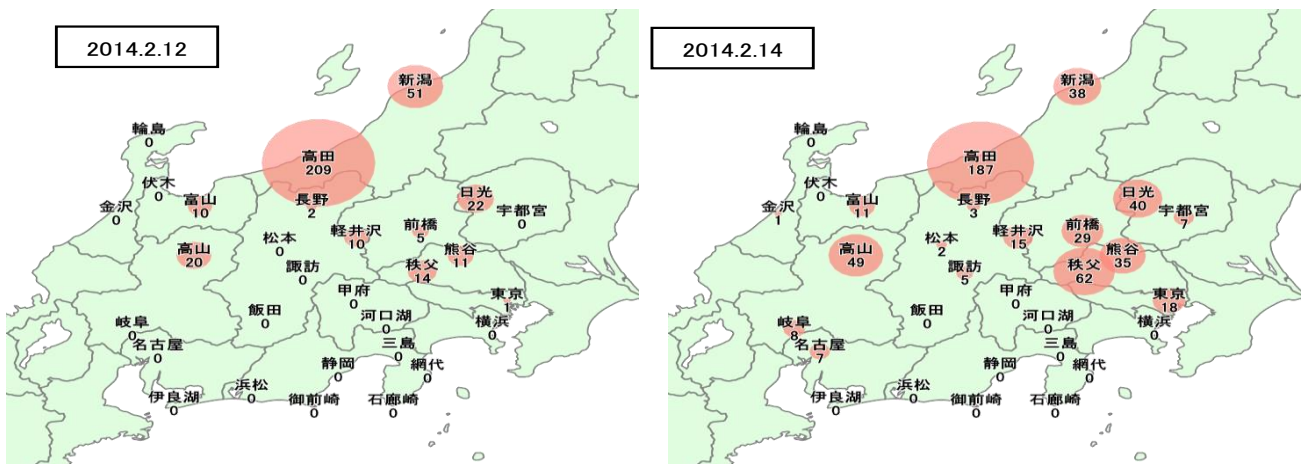 2014.2.12
新潟
51
輪島
0
高田
209
伏木
0
富山
10
金沢
0
長野
2
日光
22
宇都宮
0
前橋
5
軽井沢
10
松本
0
高山
20
熊谷
11
秩父
14
諏訪
0
甲府
0
東京
1
飯田
0
河口湖
0
横浜
0
岐阜
0
名古屋
0
三島
0
静岡
0
網代
0
浜松
0
伊良湖
0
御前崎
0
石廊崎
0
2014.2.14
新潟
38
輪島
0
高田
187
伏木
0
富山
11
金沢
1
長野
3
日光
40
宇都宮
7
前橋
29
軽井沢
15
松本
2
高山
49
熊谷
35
秩父
62
諏訪
5
甲府
0
東京
18
飯田
0
河口湖
0
横浜
0
岐阜
8
名古屋
7
三島
0
静岡
0
網代
0
浜松
0
伊良湖
0
御前崎
0
石廊崎
0